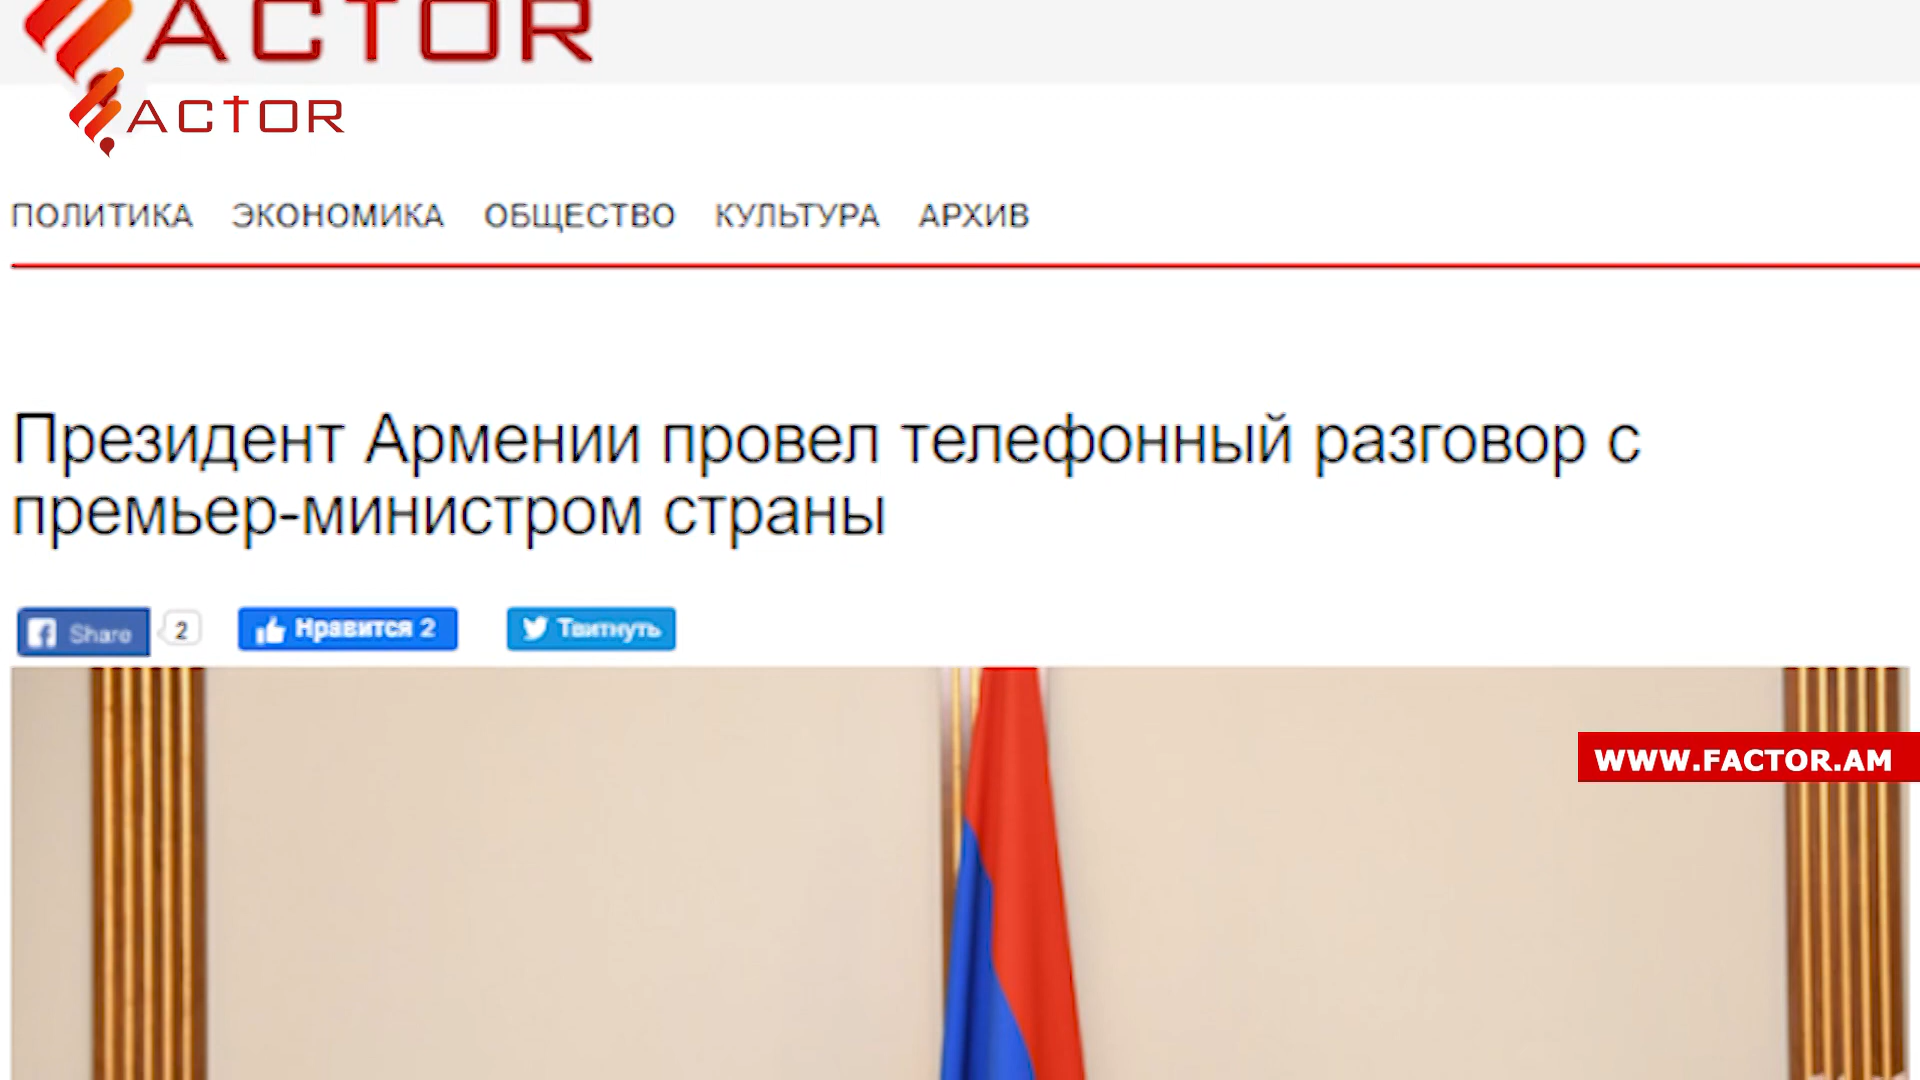 ACTOR
ACTOR
ПОЛИТИКА ЭКОНОМИКА ОБЩЕСТВО КУЛЬТУРА АРХИВ
Президент Армении провел телефонный разговор с
премьер-министром страны
Share 2 Нравится 2 Твитнуть
WWW.FACTOR.AM